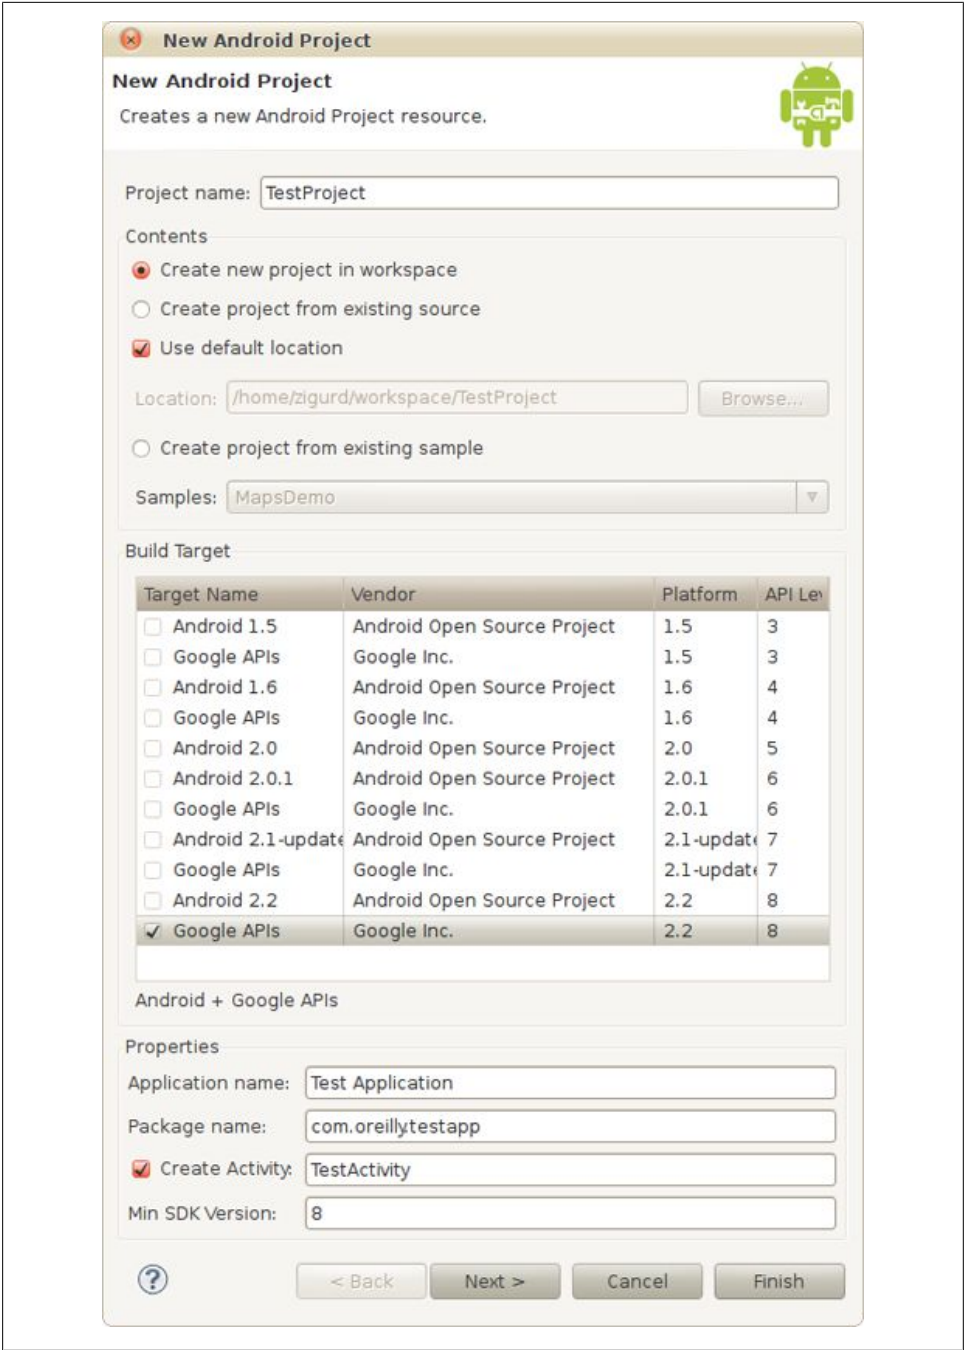 New Android Project
New Android Project
Creates a new Android Project resource.
Project name: TestProject
Contents
Create new project in workspace
Create project from existing source
Use default location
Location: /home/zigurd/workspace/TestProject Browse...
Create project from existing sample
Samples: MapsDemo
Build Target
Target Name Vendor Platform API Lev
Android 1.5 Android Open Source Project 1.5 3
Google APIs Google Inc. 1.5 3
Android 1.6 Android Open Source Project 1.6 4
Google APIs Google Inc. 1.6 4
Android 2.0 Android Open Source Project 2.0 5
Android 2.0.1 Android Open Source Project 2.0.1 6
Google APIs Google Inc. 2.0.1 6
Android 2.1-update Android Open Source Project 2.1-update 7
Google APIs Google Inc. 2.1-update 7
Android 2.2 Android Open Source Project 2.2 8
Google APIs Google Inc. 2.2 8
Android + Google APIs
Properties
Application name: Test Application
Package name: com.oreilly.testapp
Create Activity: TestActivity
Min SDK Version: 8
? < Back Next > Cancel Finish